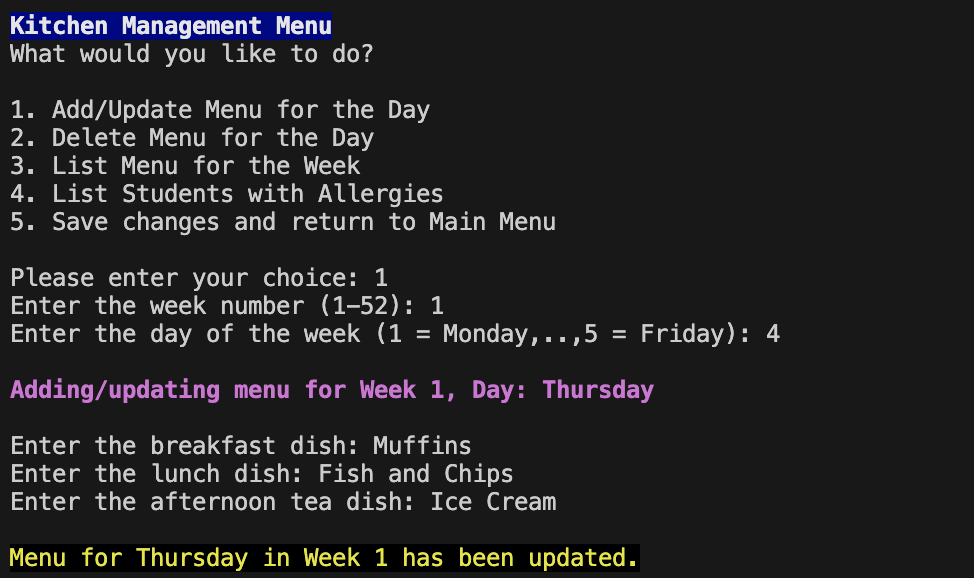 Kitchen Management Menu
What would you like to do?
1. Add/Update Menu for the Day
2. Delete Menu for the Day
3. List Menu for the Week
4. List Students with Allergies
5. Save changes and return to Main Menu
Please enter your choice: 1
Enter the week number (1–52): 1
Enter the day of the week (1 = Monday,..,5 = Friday): 4
Adding/updating menu for Week 1, Day: Thursday
Enter the breakfast dish: Muffins
Enter the lunch dish: Fish and Chips
Enter the afternoon tea dish: Ice Cream
Menu for Thursday in Week 1 has been updated.